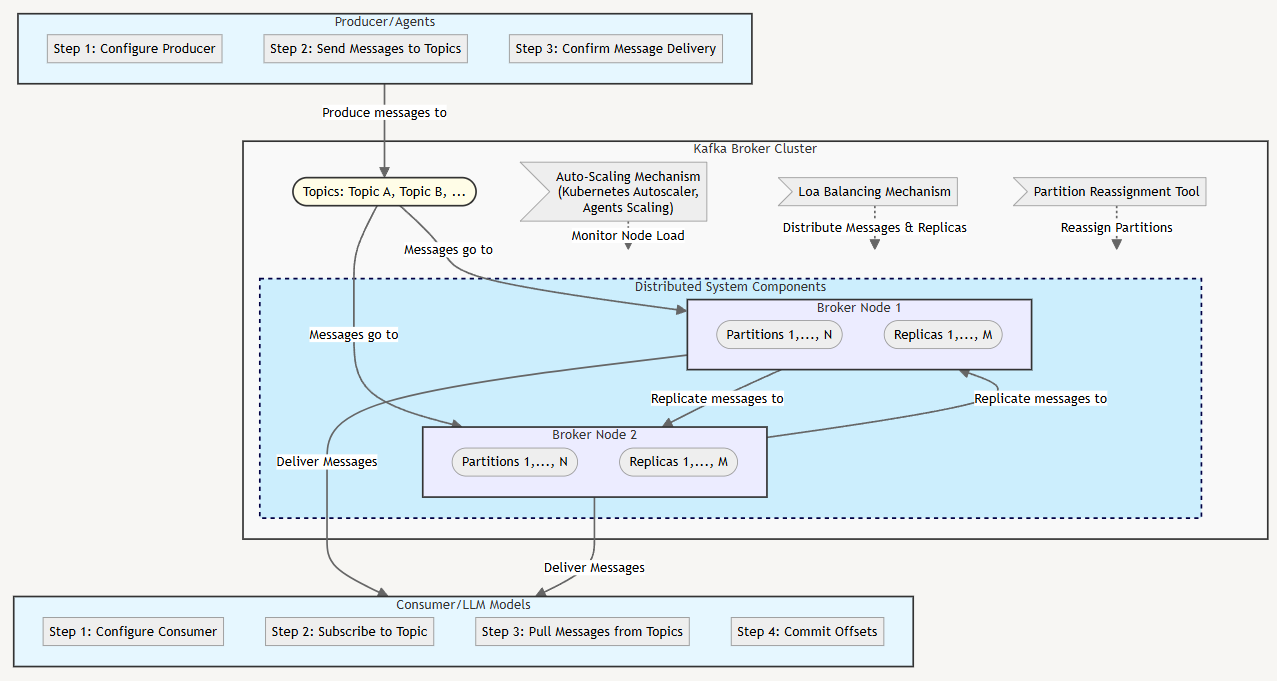 Producer/Agents
Step 1: Configure Producer
Step 2: Send Messages to Topics
Step 3: Confirm Message Delivery
Produce messages to
Kafka Broker Cluster
Topics: Topic A, Topic B, ...
Auto-Scaling Mechanism
(Kubernetes Autoscaler,
Agents Scaling)
Loa Balancing Mechanism
Partition Reassignment Tool
Messages go to
Monitor Node Load
Distribute Messages & Replicas
Reassign Partitions
Distributed System Components
Broker Node 1
Partitions 1,..., N
Replicas 1,..., M
Messages go to
Replicate messages to
Replicate messages to
Broker Node 2
Partitions 1,..., N
Replicas 1,..., M
Deliver Messages
Deliver Messages
Consumer/LLM Models
Step 1: Configure Consumer
Step 2: Subscribe to Topic
Step 3: Pull Messages from Topics
Step 4: Commit Offsets